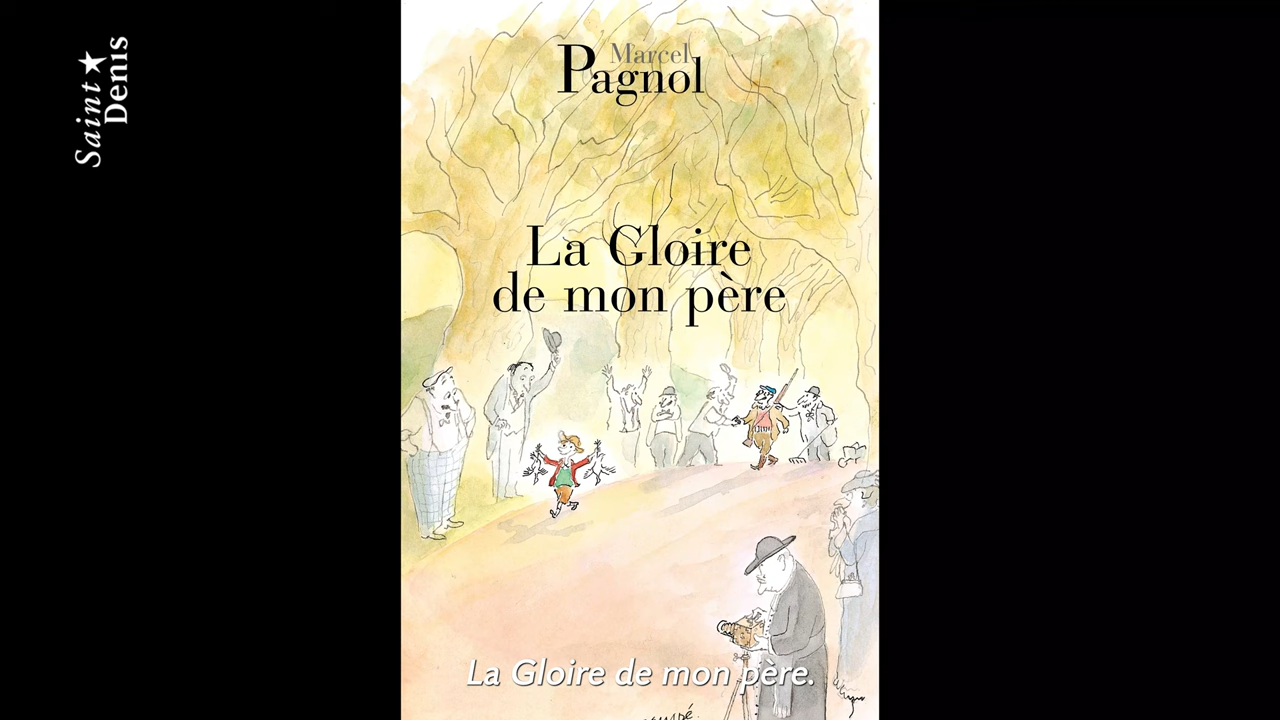 Saint
Denis
Marcel
Pagnol
La Gloire
de mon père
La Gloire de mon père.